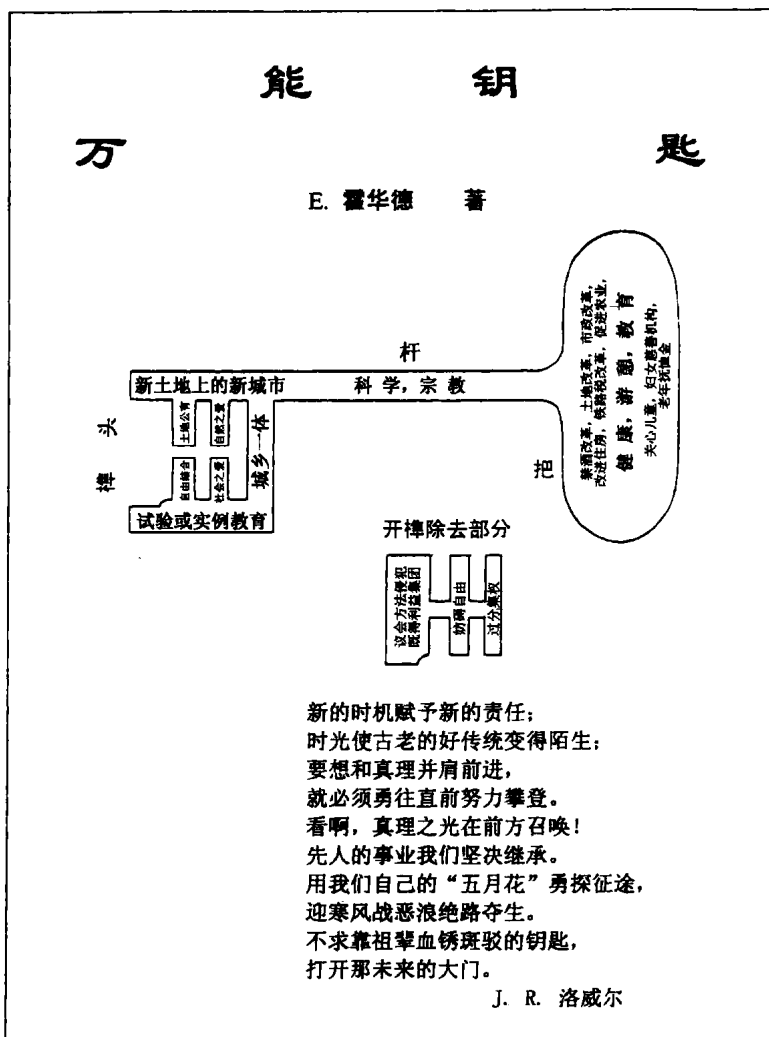 万能钥匙
E. 霍华德 著
杆
新土地上的新城市
科学，宗教
榫头
土地公有
自然之爱
自由结合
社会之爱
城乡一体
试验或实例教育
禁酒改革，土地改革，市政改革，
改进住房，铁路税改革，促进农业，
健康，游憩，教育
关心儿童，妇女慈善机构，
老年抚恤金
开榫除去部分
议会方法侵犯
既得利益集团
妨碍自由
过分集权
新的时机赋予新的责任；
时光使古老的好传统变得陌生；
要想和真理并肩前进，
就必须勇往直前努力攀登。
看啊，真理之光在前方召唤！
先人的事业我们坚决继承。
用我们自己的“五月花”勇探征途，
迎寒风战恶浪绝路夺生。
不求靠祖辈血锈斑驳的钥匙，
打开那未来的大门。
J. R. 洛威尔